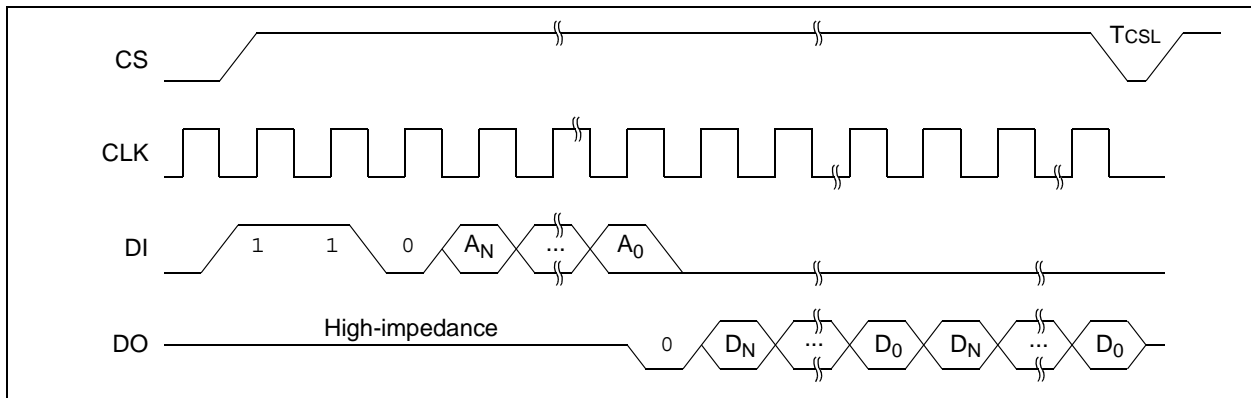 CS TCSL
CLK
DI 1 1 0 AN ... A0
High-impedance
DO 0 DN ... D0 DN ... D0